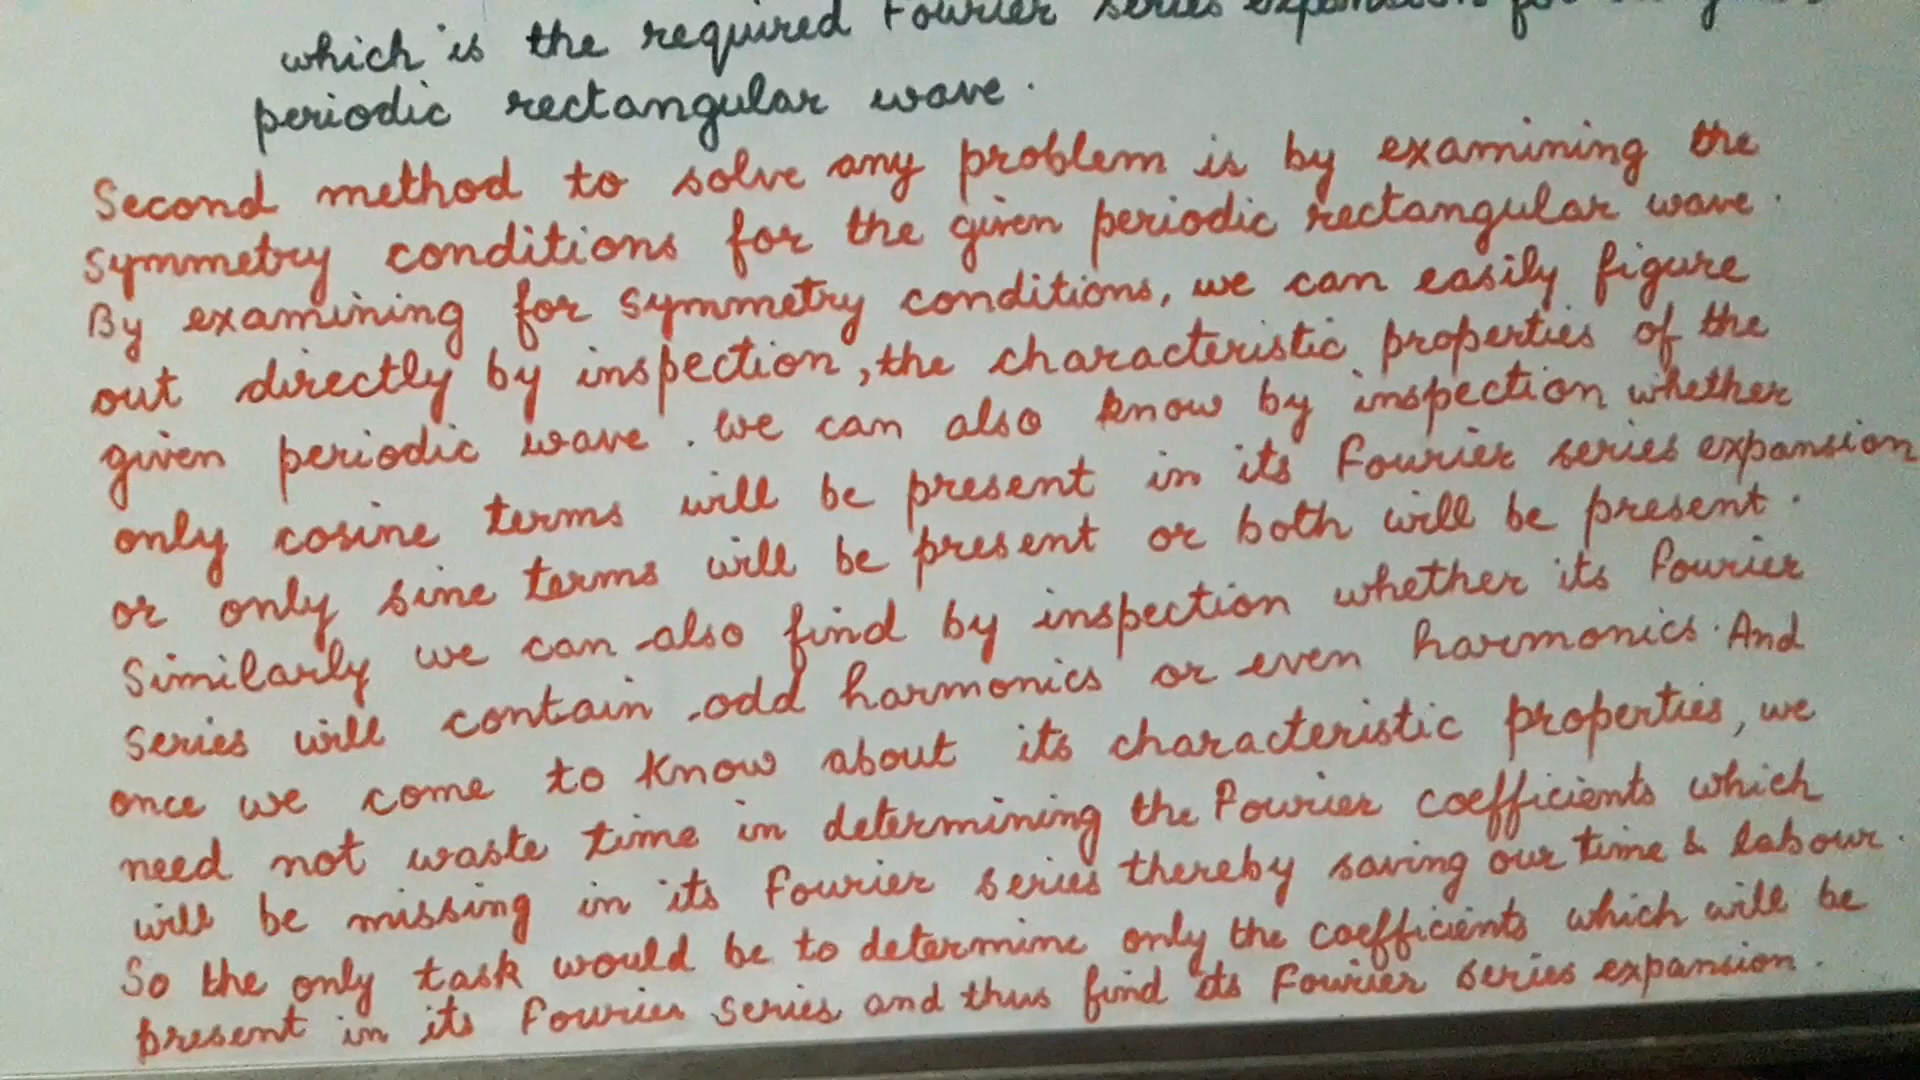 which is the required Fourier series expansion for
periodic rectangular wave.
Second method to solve any problem is by examining the
symmetry conditions for the given periodic rectangular wave.
By examining for symmetry conditions, we can easily figure
out directly by inspection, the characteristic properties of the
given periodic wave. We can also know by inspection whether
only cosine terms will be present in its Fourier series expansion
or only sine terms will be present or both will be present.
Similarly we can also find by inspection whether its Fourier
series will contain odd harmonics or even harmonics. And
once we come to know about its characteristic properties, we
need not waste time in determining the Fourier coefficients which
will be missing in its Fourier series thereby saving our time & labour.
So the only task would be to determine only the coefficients which will be
present in its Fourier series and thus find its Fourier series expansion.